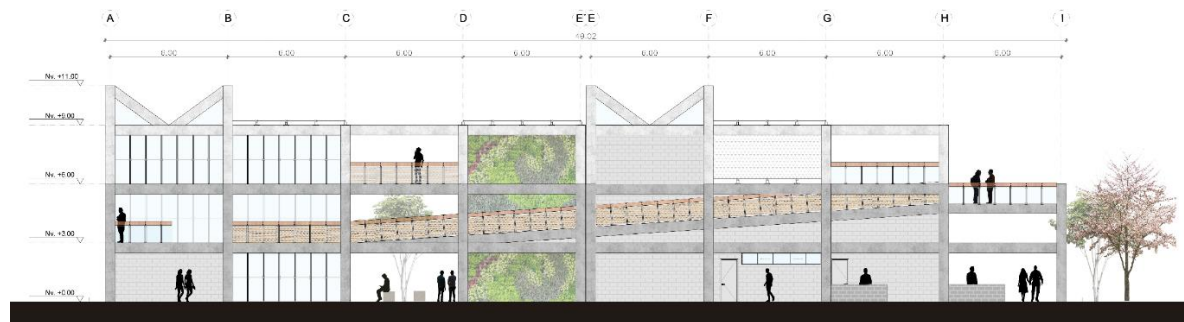 A B C D E' E F G H I
49.02
6.00 6.00 6.00 6.00 6.00 6.00 6.00 6.00
Nv. +11.00
Nv. +9.00
Nv. +6.00
Nv. +3.00
Nv. +0.00